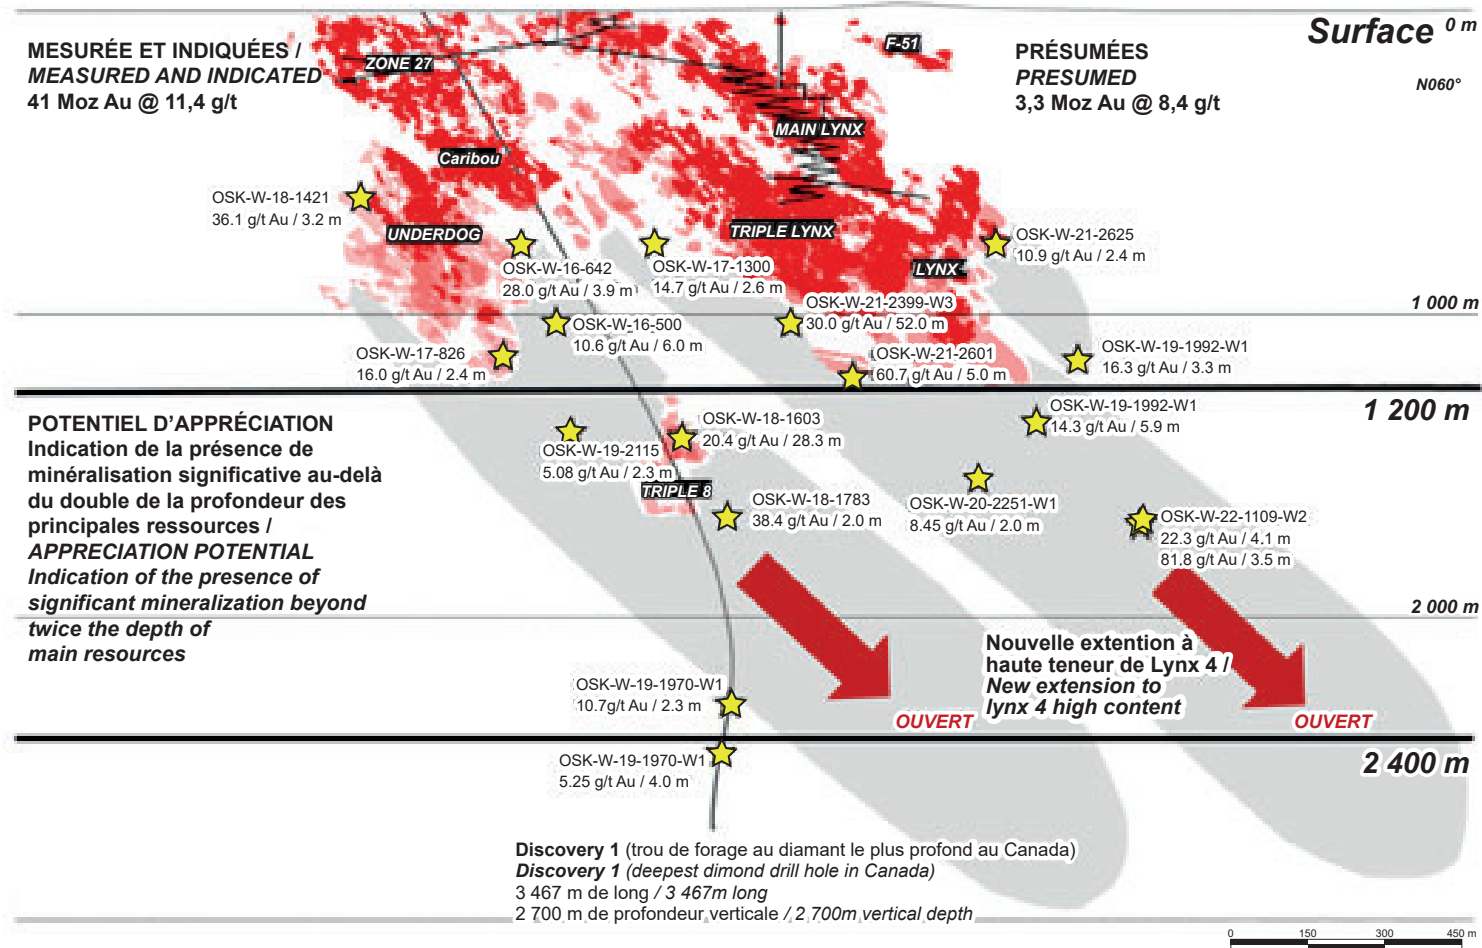 Surface 0 m
N060°
MESURÉE ET INDIQUÉES /
MEASURED AND INDICATED
41 Moz Au @ 11,4 g/t
ZONE 27
F-51
PRÉSUMÉES
PRESUMED
3,3 Moz Au @ 8,4 g/t
MAIN LYNX
Caribou
OSK-W-18-1421
36.1 g/t Au / 3.2 m
UNDERDOG
TRIPLE LYNX
LYNX
OSK-W-21-2625
10.9 g/t Au / 2.4 m
OSK-W-16-642
28.0 g/t Au / 3.9 m
OSK-W-17-1300
14.7 g/t Au / 2.6 m
1 000 m
OSK-W-21-2399-W3
30.0 g/t Au / 52.0 m
OSK-W-16-500
10.6 g/t Au / 6.0 m
OSK-W-17-826
16.0 g/t Au / 2.4 m
OSK-W-21-2601
60.7 g/t Au / 5.0 m
OSK-W-19-1992-W1
16.3 g/t Au / 3.3 m
1 200 m
POTENTIEL D'APPRÉCIATION
Indication de la présence de
minéralisation significative au-delà
du double de la profondeur des
principales ressources /
APPRECIATION POTENTIAL
Indication of the presence of
significant mineralization beyond
twice the depth of
main resources
OSK-W-19-2115
5.08 g/t Au / 2.3 m
OSK-W-18-1603
20.4 g/t Au / 28.3 m
OSK-W-19-1992-W1
14.3 g/t Au / 5.9 m
TRIPLE 8
OSK-W-18-1783
38.4 g/t Au / 2.0 m
OSK-W-20-2251-W1
8.45 g/t Au / 2.0 m
OSK-W-22-1109-W2
22.3 g/t Au / 4.1 m
81.8 g/t Au / 3.5 m
2 000 m
Nouvelle extention à
haute teneur de Lynx 4 /
New extension to
lynx 4 high content
OSK-W-19-1970-W1
10.7g/t Au / 2.3 m
OUVERT
OUVERT
OSK-W-19-1970-W1
5.25 g/t Au / 4.0 m
2 400 m
Discovery 1 (trou de forage au diamant le plus profond au Canada)
Discovery 1 (deepest dimond drill hole in Canada)
3 467 m de long / 3 467m long
2 700 m de profondeur verticale / 2 700m vertical depth
0 150 300 450 m